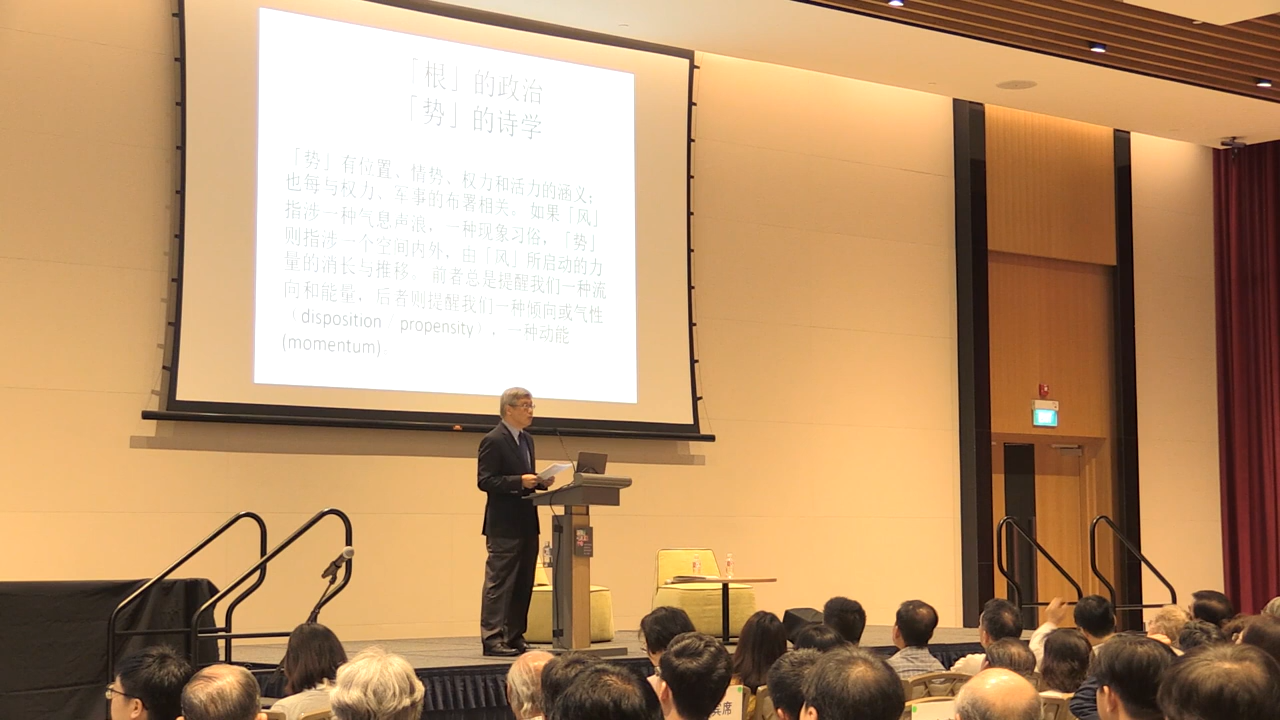 「根」的政治
「势」的诗学
「势」有位置、情势、权力和活力的涵义；
也每与权力、军事的布署相关。如果「风」
指涉一种气息声浪，一种现象习俗，「势」
则指涉一个空间内外，由「风」所启动的力
量的消长与推移。前者总是提醒我们一种流
向和能量，后者则提醒我们一种倾向或气性
（disposition／propensity），一种动能
(momentum)。
宾席